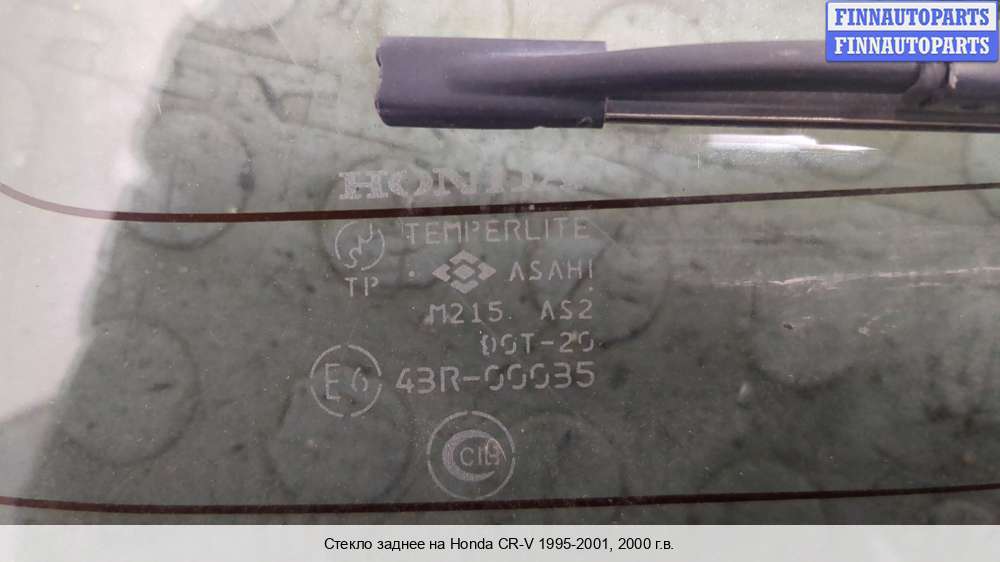 FINNAUTOPARTS
FINNAUTOPARTS
HONDA
TEMPERLITE
TP
ASAHI
M215 AS2
DOT-20
E6 43R-00035
Стекло заднее на Honda CR-V 1995-2001, 2000 г.в.